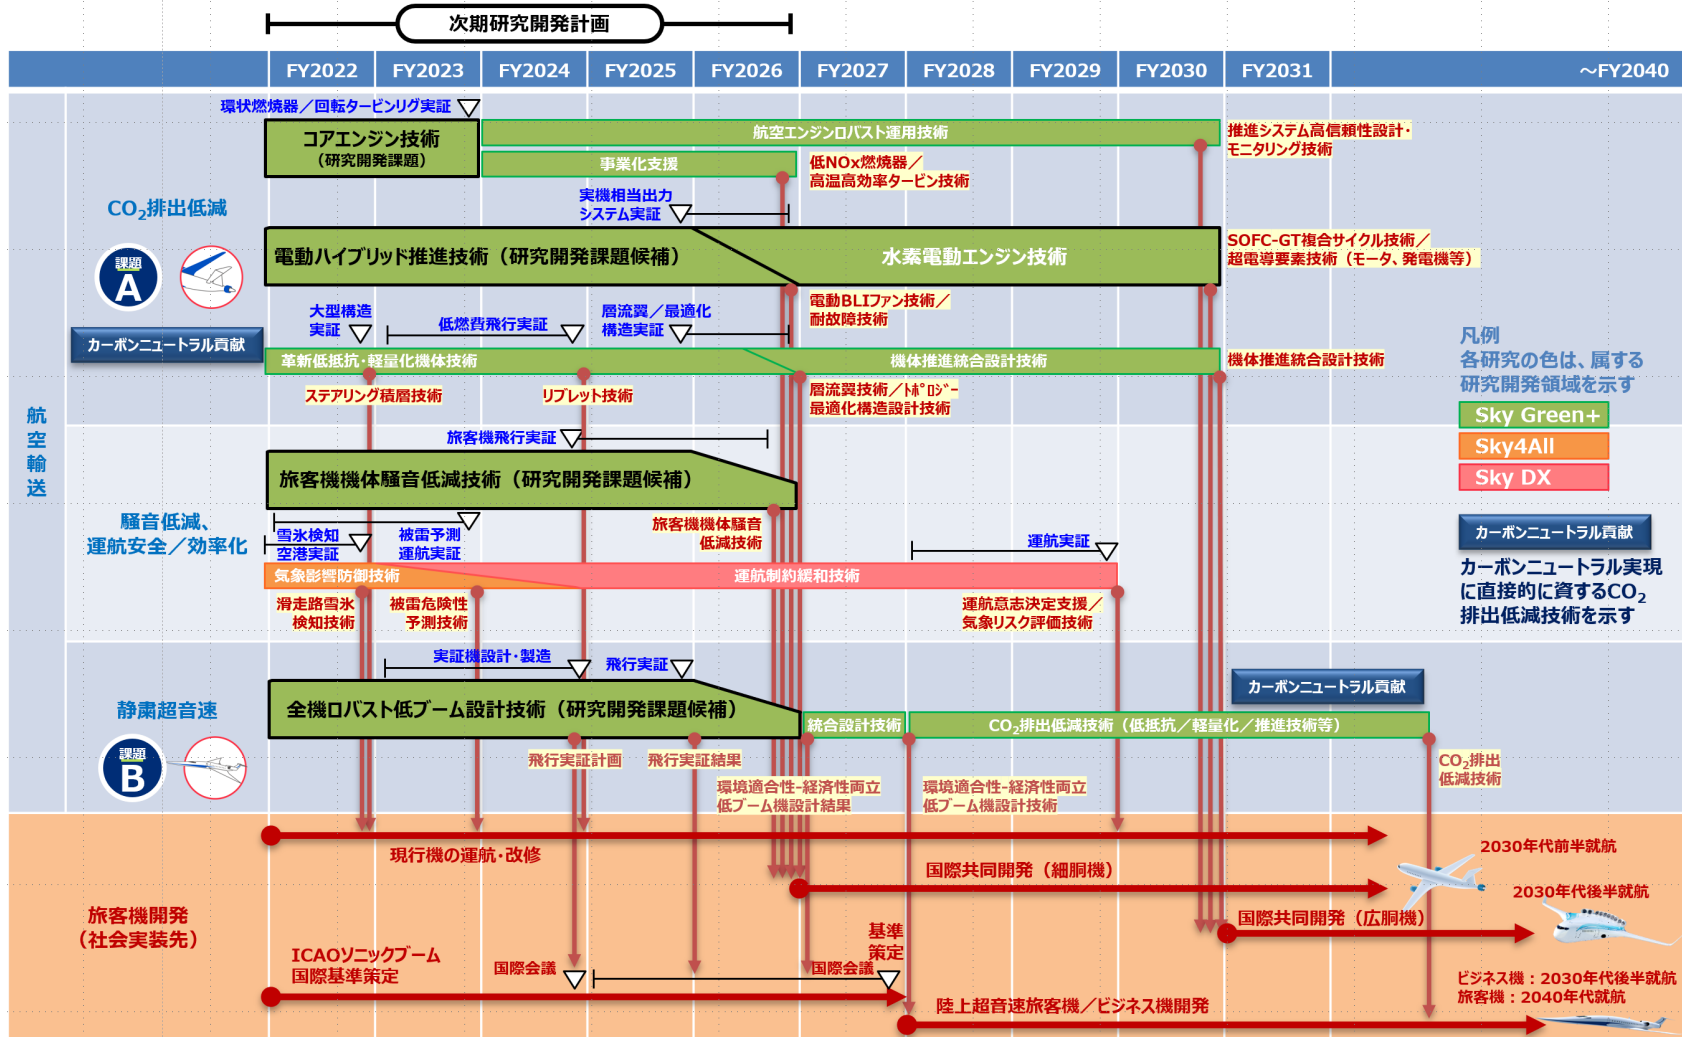 次期研究開発計画
FY2022
FY2023
FY2024
FY2025
FY2026
FY2027
FY2028
FY2029
FY2030
FY2031
～FY2040
航空輸送
CO2排出低減
課題
A
カーボンニュートラル貢献
環状燃焼器／回転タービンリグ実証
コアエンジン技術
（研究開発課題）
航空エンジンロバスト運用技術
推進システム高信頼性設計・
モニタリング技術
事業化支援
低NOx燃焼器／
高温高効率タービン技術
実機相当出力
システム実証
電動ハイブリッド推進技術（研究開発課題候補）
水素電動エンジン技術
SOFC-GT複合サイクル技術／
超電導要素技術（モータ、発電機等）
電動BLIファン技術／
耐故障技術
大型構造
実証
低燃費飛行実証
層流翼／最適化
構造実証
革新低抵抗・軽量化機体技術
機体推進統合設計技術
機体推進統合設計技術
ステアリング積層技術
リブレット技術
層流翼技術／ﾄﾎﾟﾛｼﾞｰ
最適化構造設計技術
凡例
各研究の色は、属する
研究開発領域を示す
Sky Green+
Sky4All
Sky DX
カーボンニュートラル貢献
カーボンニュートラル実現
に直接的に資するCO2
排出低減技術を示す
騒音低減、
運航安全／効率化
旅客機飛行実証
旅客機機体騒音低減技術（研究開発課題候補）
旅客機機体騒音
低減技術
雪氷検知
空港実証
被雷予測
運航実証
運航実証
気象影響防御技術
運航制約緩和技術
滑走路雪氷
検知技術
被雷危険性
予測技術
運航意志決定支援／
気象リスク評価技術
静粛超音速
課題
B
実証機設計・製造
飛行実証
カーボンニュートラル貢献
全機ロバスト低ブーム設計技術（研究開発課題候補）
統合設計技術
CO2排出低減技術（低抵抗／軽量化／推進技術等）
飛行実証計画
飛行実証結果
環境適合性-経済性両立
低ブーム機設計結果
環境適合性-経済性両立
低ブーム機設計技術
CO2排出
低減技術
旅客機開発
（社会実装先）
現行機の運航・改修
2030年代前半就航
国際共同開発（細胴機）
2030年代後半就航
国際共同開発（広胴機）
ICAOソニックブーム
国際基準策定
国際会議
国際会議
基準
策定
陸上超音速旅客機／ビジネス機開発
ビジネス機：2030年代後半就航
旅客機：2040年代就航